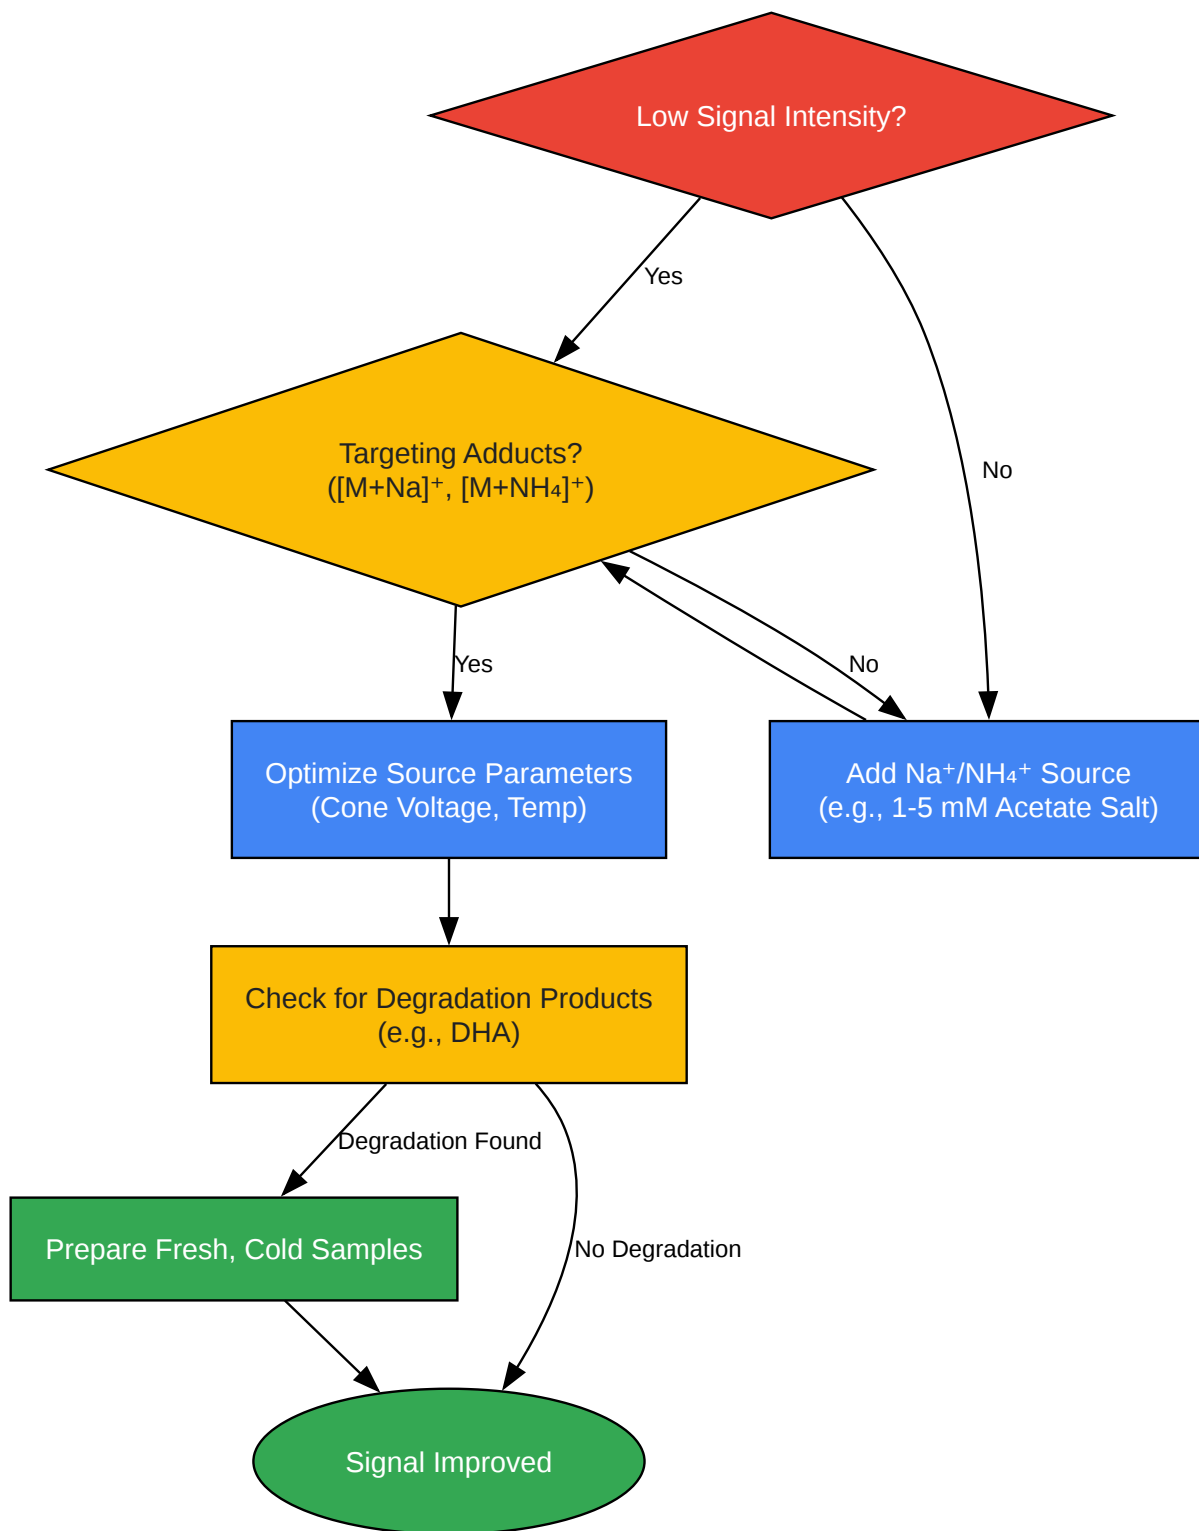 Low Signal Intensity?
Yes
Targeting Adducts?
([M+Na]⁺, [M+NH₄]⁺)
No
Yes
No
Optimize Source Parameters
(Cone Voltage, Temp)
Add Na⁺/NH₄⁺ Source
(e.g., 1-5 mM Acetate Salt)
Check for Degradation Products
(e.g., DHA)
Degradation Found
Prepare Fresh, Cold Samples
No Degradation
Signal Improved